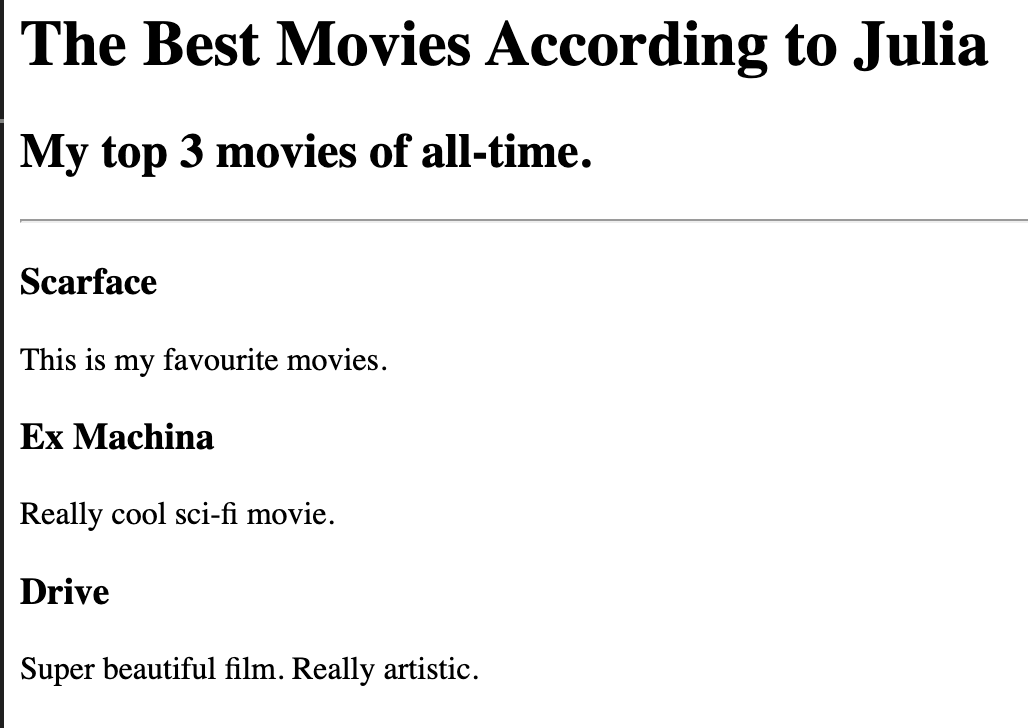 The Best Movies According to Julia
My top 3 movies of all-time.
Scarface
This is my favourite movies.
Ex Machina
Really cool sci-fi movie.
Drive
Super beautiful film. Really artistic.